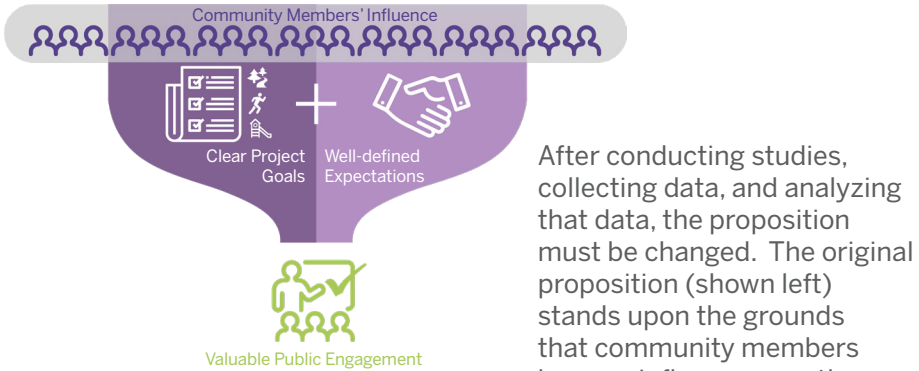 Community Members' Influence
Clear Project
Goals
Well-defined
Expectations
Valuable Public Engagement
After conducting studies,
collecting data, and analyzing
that data, the proposition
must be changed.  The original
proposition (shown left)
stands upon the grounds
that community members